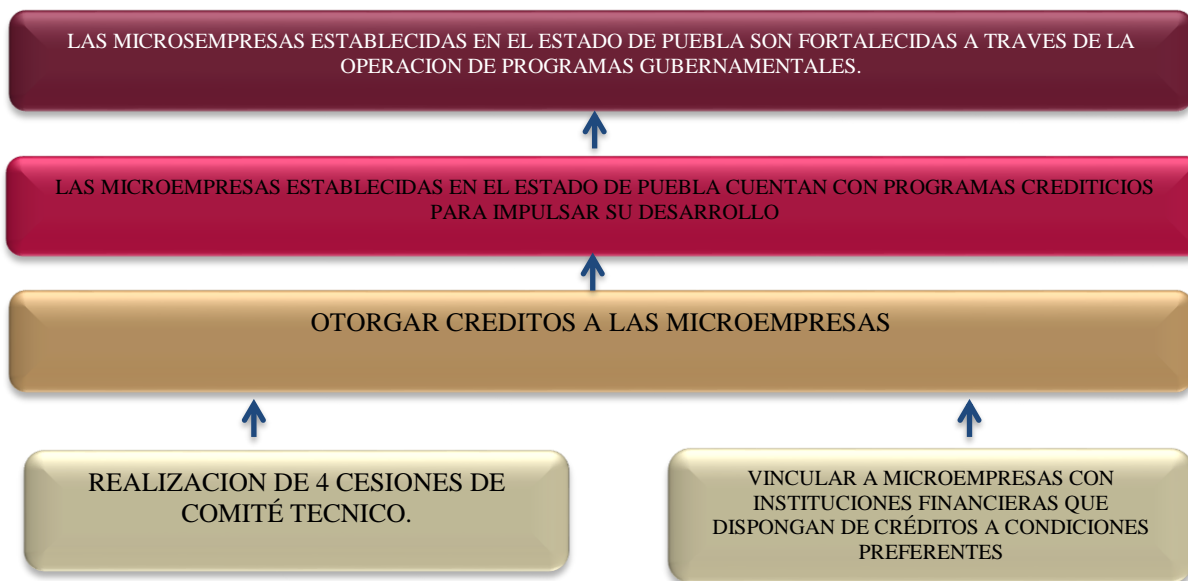 LAS MICROSEMPRESAS ESTABLECIDAS EN EL ESTADO DE PUEBLA SON FORTALECIDAS A TRAVES DE LA
OPERACION DE PROGRAMAS GUBERNAMENTALES.
LAS MICROEMPRESAS ESTABLECIDAS EN EL ESTADO DE PUEBLA CUENTAN CON PROGRAMAS CREDITICIOS
PARA IMPULSAR SU DESARROLLO
OTORGAR CREDITOS A LAS MICROEMPRESAS
REALIZACION DE 4 CESIONES DE
COMITÉ TECNICO.
VINCULAR A MICROEMPRESAS CON
INSTITUCIONES FINANCIERAS QUE
DISPONGAN DE CRÉDITOS A CONDICIONES
PREFERENTES